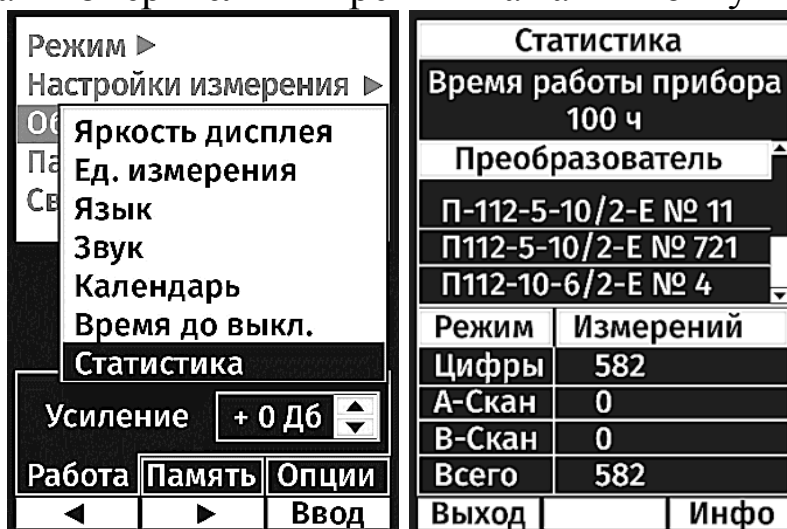 Режим ▶
Настройки измерения ▶
Яркость дисплея
Ед. измерения
Язык
Звук
Календарь
Время до выкл.
Статистика
Усиление + 0 Дб
Работа Память Опции
◀ ▶ Ввод
Статистика
Время работы прибора
100 ч
Преобразователь
П-112-5-10/2-Е № 11
П112-5-10/2-Е № 721
П112-10-6/2-Е № 4
Режим Измерений
Цифры 582
А-Скан 0
В-Скан 0
Всего 582
Выход Инфо